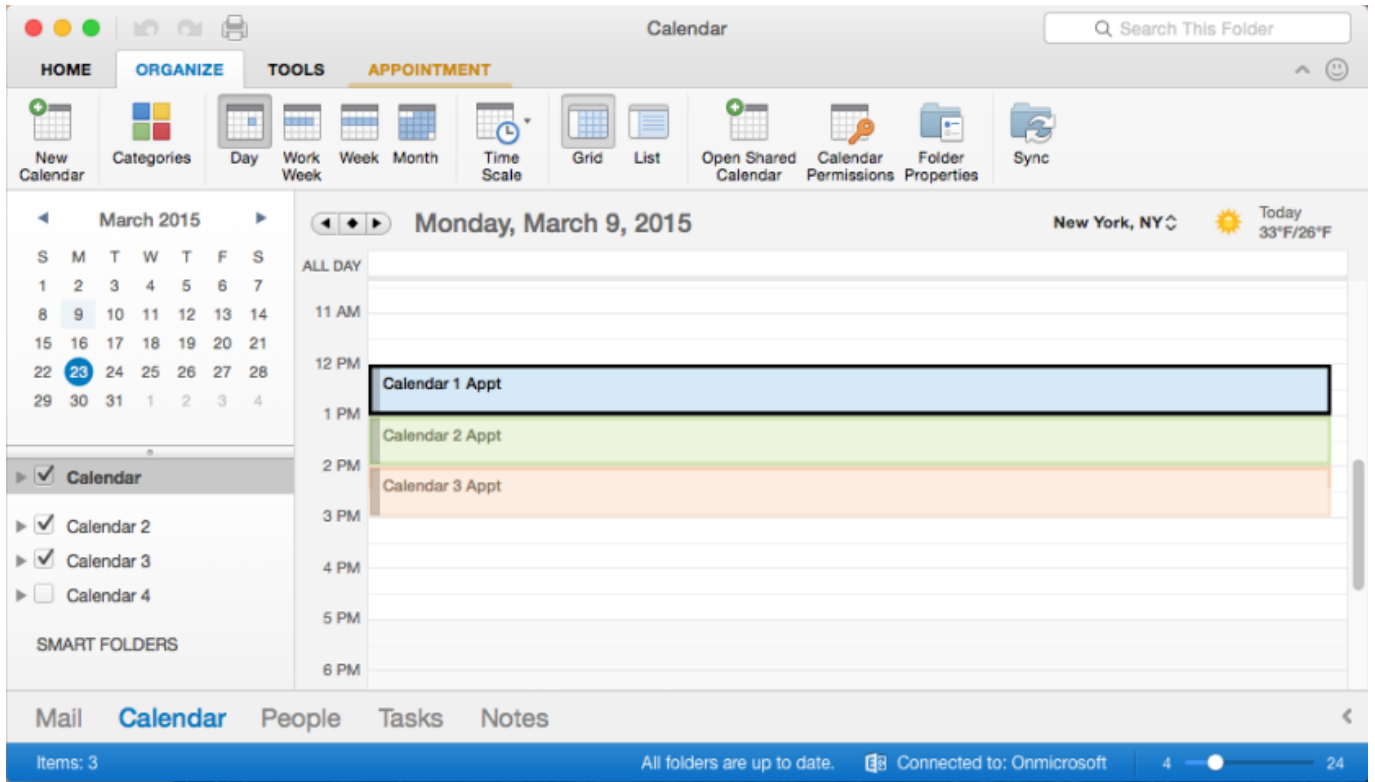 Calendar
Search This Folder
HOME ORGANIZE TOOLS APPOINTMENT
New Calendar
Categories
Day
Work Week
Week
Month
Time Scale
Grid
List
Open Shared Calendar
Calendar Permissions
Folder Properties
Sync
March 2015
S M T W T F S
1 2 3 4 5 6 7
8 9 10 11 12 13 14
15 16 17 18 19 20 21
22 23 24 25 26 27 28
29 30 31 1 2 3 4
Calendar
Calendar 2
Calendar 3
Calendar 4
SMART FOLDERS
Monday, March 9, 2015
New York, NY
Today
33°F/26°F
ALL DAY
11 AM
12 PM
Calendar 1 Appt
1 PM
Calendar 2 Appt
2 PM
Calendar 3 Appt
3 PM
4 PM
5 PM
6 PM
Mail Calendar People Tasks Notes
Items: 3
All folders are up to date.
Connected to: Onmicrosoft
4 24